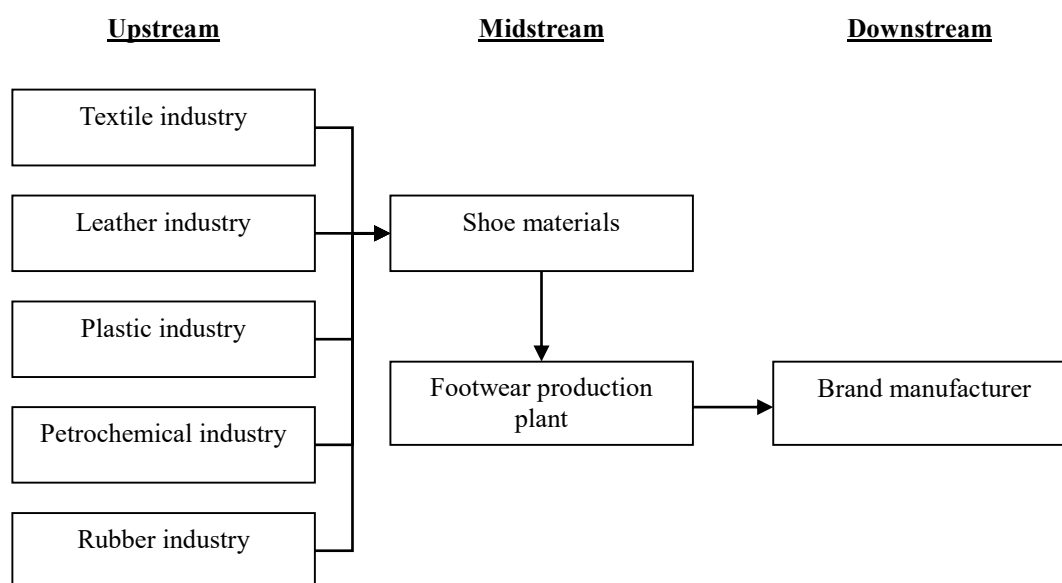 Upstream
Midstream
Downstream
Textile industry
Leather industry
Shoe materials
Plastic industry
Footwear production
plant
Brand manufacturer
Petrochemical industry
Rubber industry